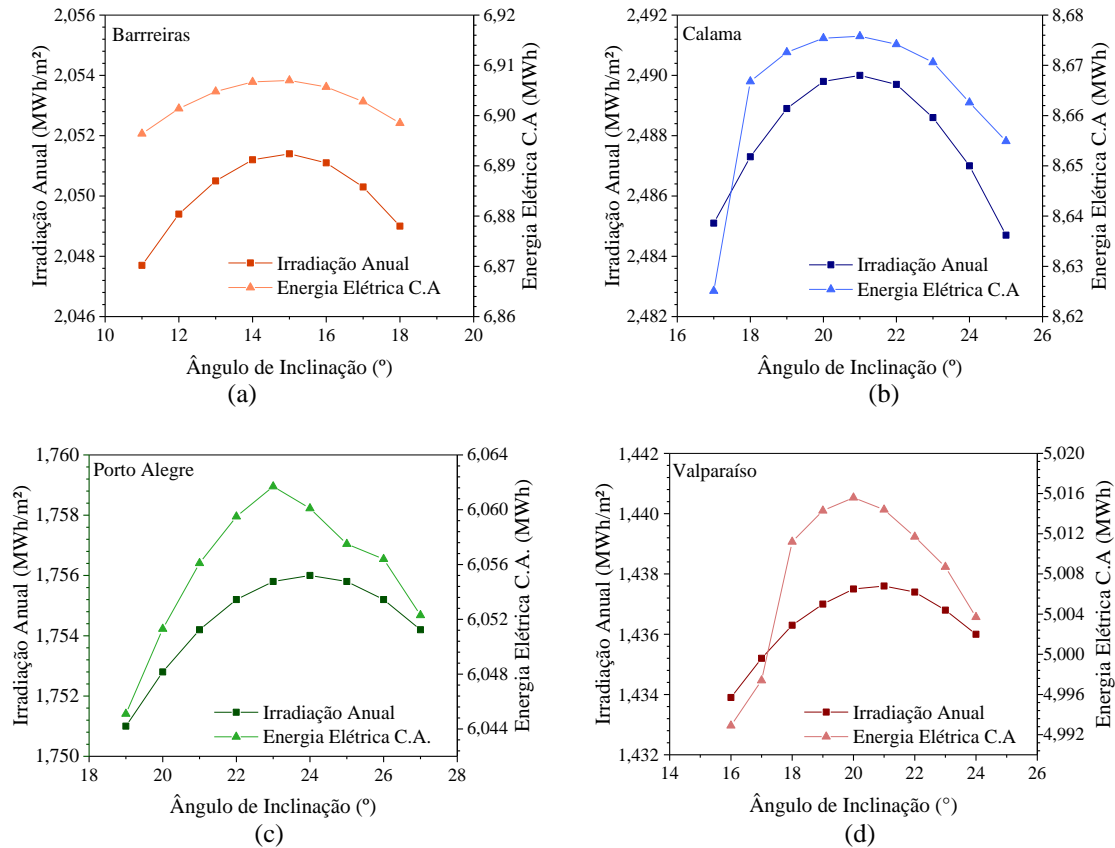 Barrreiras
Irradiação Anual (MWh/m²)
2,056
2,054
2,052
2,050
2,048
2,046
6,92
6,91
6,90
6,89
6,88
6,87
6,86
Energia Elétrica C.A (MWh)
Irradiação Anual
Energia Elétrica C.A
10 12 14 16 18 20
Ângulo de Inclinação (º)
(a)
Calama
Irradiação Anual (MWh/m²)
2,492
2,490
2,488
2,486
2,484
2,482
8,68
8,67
8,66
8,65
8,64
8,63
8,62
Energia Elétrica C.A (MWh)
Irradiação Anual
Energia Elétrica C.A
16 18 20 22 24 26
Ângulo de Inclinação (º)
(b)
Porto Alegre
Irradiação Anual (MWh/m²)
1,760
1,758
1,756
1,754
1,752
1,750
6,064
6,060
6,056
6,052
6,048
6,044
Energia Elétrica C.A. (MWh)
Irradiação Anual
Energia Elétrica C.A.
18 20 22 24 26 28
Ângulo de Inclinação (º)
(c)
Valparaíso
Irradiação Anual (MWh/m²)
1,442
1,440
1,438
1,436
1,434
1,432
5,020
5,016
5,012
5,008
5,004
5,000
4,996
4,992
Energia Elétrica C.A (MWh)
Irradiação Anual
Energia Elétrica C.A
14 16 18 20 22 24 26
Ângulo de Inclinação (°)
(d)